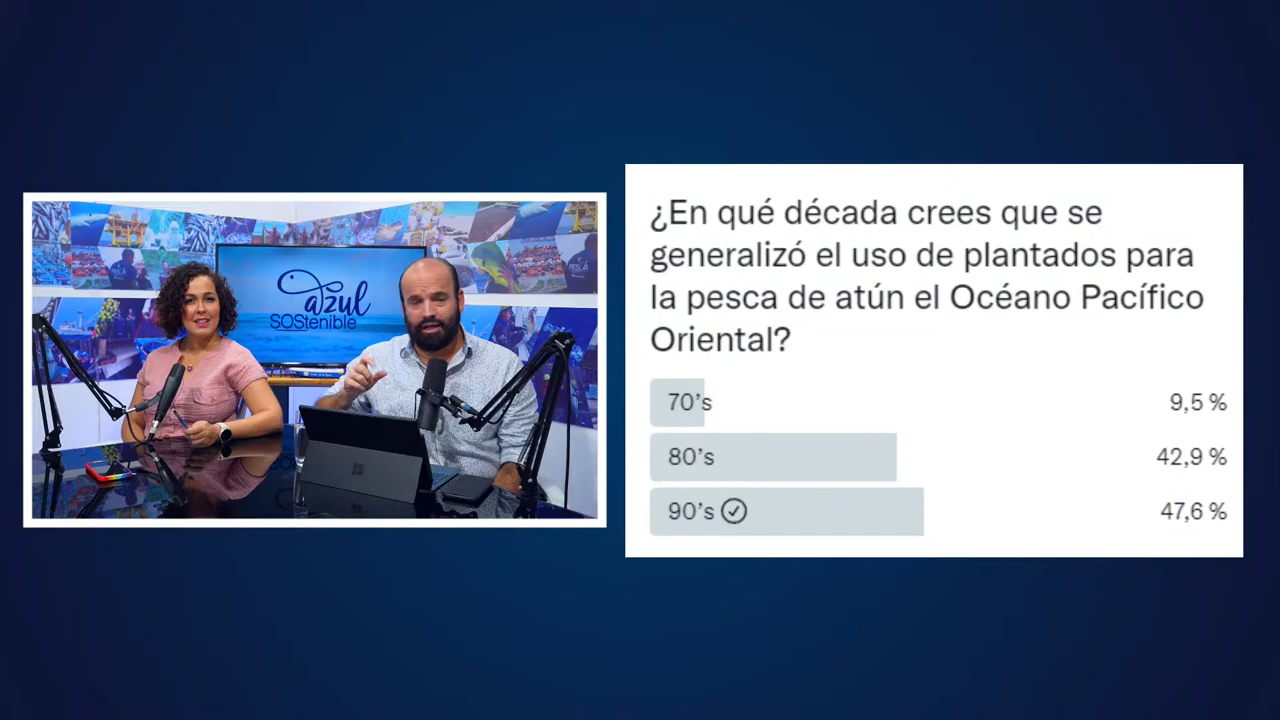 azul
SOStenible
¿En qué década crees que se
generalizó el uso de plantados para
la pesca de atún el Océano Pacífico
Oriental?
70's 9,5 %
80's 42,9 %
90's 47,6 %